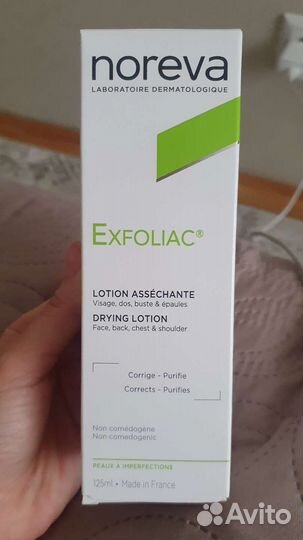 noreva
LABORATOIRE DERMATOLOGIQUE
EXFOLIAC®
LOTION ASSÉCHANTE
Visage, dos, buste & épaules
DRYING LOTION
Face, back, chest & shoulder
Corrige - Purifie
Corrects - Purifies
Non comédogène
Non comedogenic
PEAUX À IMPERFECTIONS
125ml • Made in France
Avito